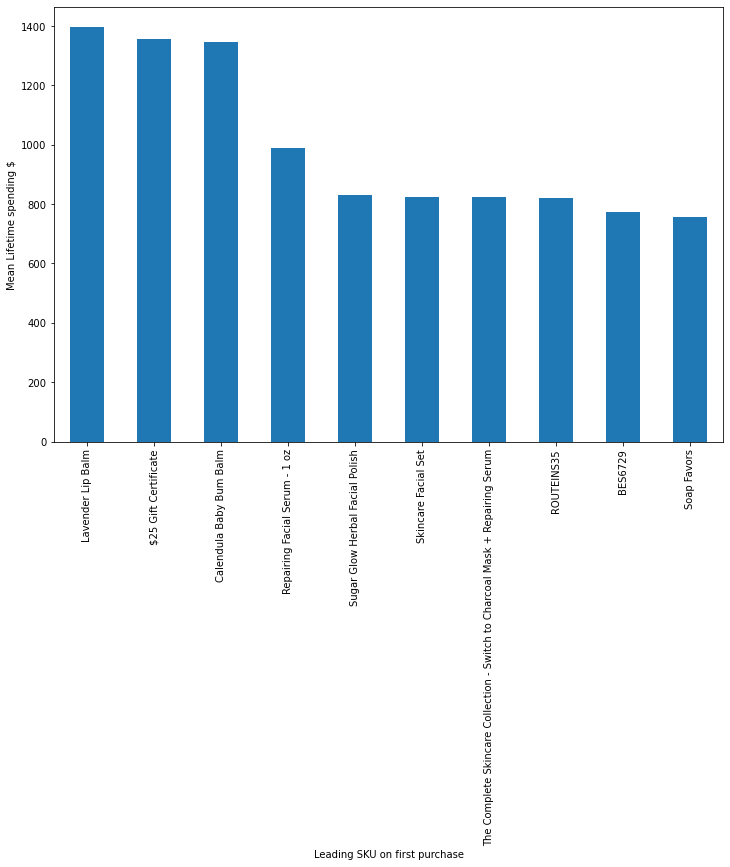 1400
1200
1000
800
600
400
200
0
Mean Lifetime spending $
Lavender Lip Balm
$25 Gift Certificate
Calendula Baby Bum Balm
Repairing Facial Serum - 1 oz
Sugar Glow Herbal Facial Polish
Skincare Facial Set
The Complete Skincare Collection - Switch to Charcoal Mask + Repairing Serum
ROUTEINS35
BES6729
Soap Favors
Leading SKU on first purchase